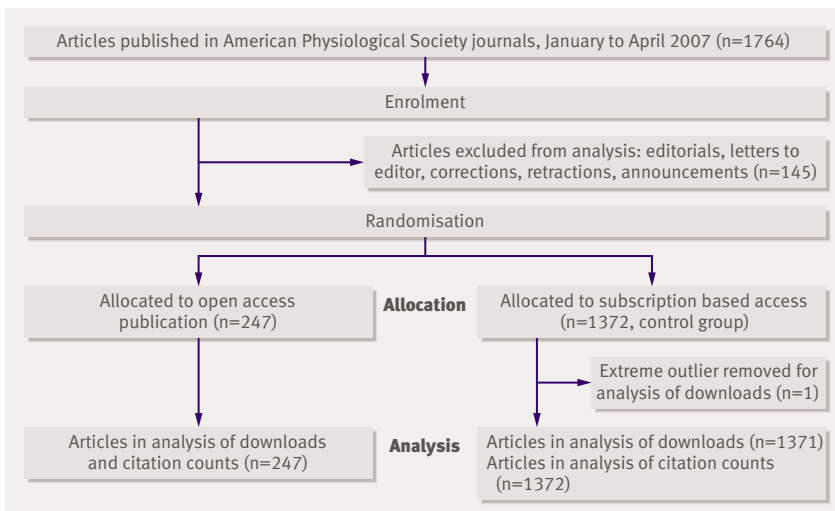 Articles published in American Physiological Society journals, January to April 2007 (n=1764)
Enrolment
Articles excluded from analysis: editorials, letters to
editor, corrections, retractions, announcements (n=145)
Randomisation
Allocated to open access
publication (n=247)
Allocation
Allocated to subscription based access
(n=1372, control group)
Extreme outlier removed for
analysis of downloads (n=1)
Articles in analysis of downloads
and citation counts (n=247)
Analysis
Articles in analysis of downloads (n=1371)
Articles in analysis of citation counts
(n=1372)